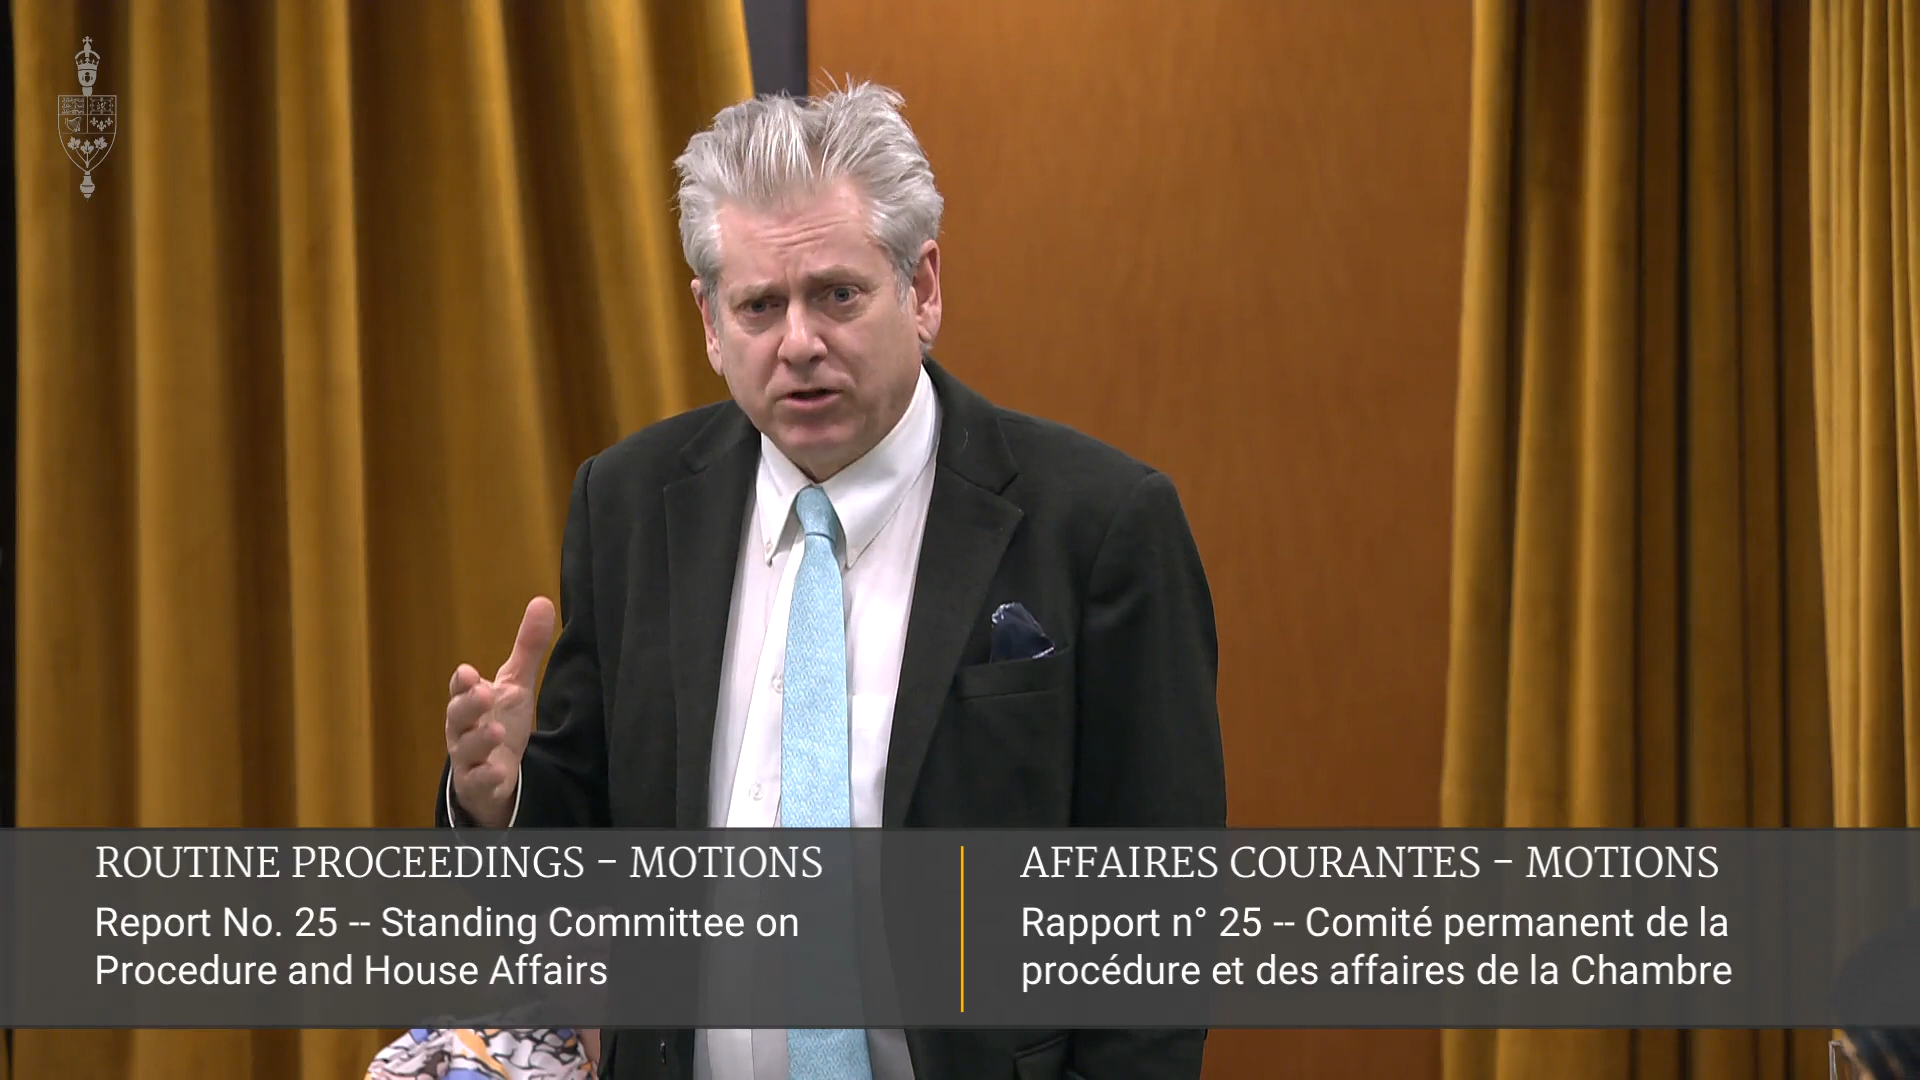 ROUTINE PROCEEDINGS – MOTIONS
Report No. 25 -- Standing Committee on
Procedure and House Affairs
AFFAIRES COURANTES – MOTIONS
Rapport n° 25 -- Comité permanent de la
procédure et des affaires de la Chambre